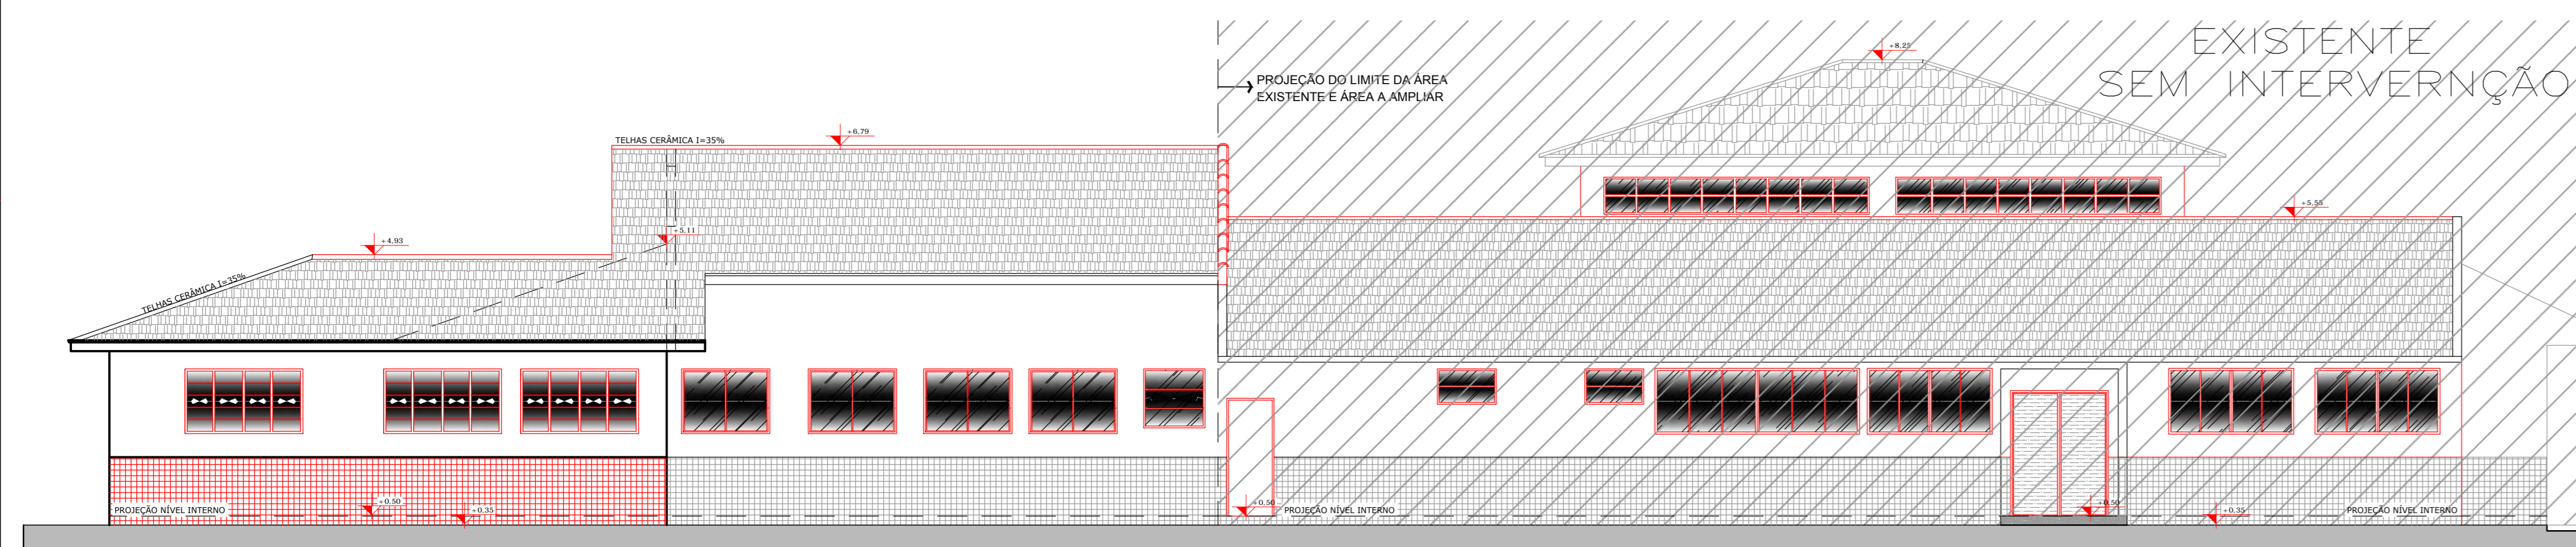 EXISTENTE
SEM INTERVERNÇÃO
+8,25
PROJEÇÃO DO LIMITE DA ÁREA
EXISTENTE E ÁREA A AMPLIAR
+6,79
TELHAS CERÂMICA I=35%
+5,55
+5,11
+4,93
TELHAS CERÂMICA I=35%
+0,50
+0,35
PROJEÇÃO NÍVEL INTERNO
+0,50
PROJEÇÃO NÍVEL INTERNO
+0,50
+0,35
PROJEÇÃO NÍVEL INTERNO